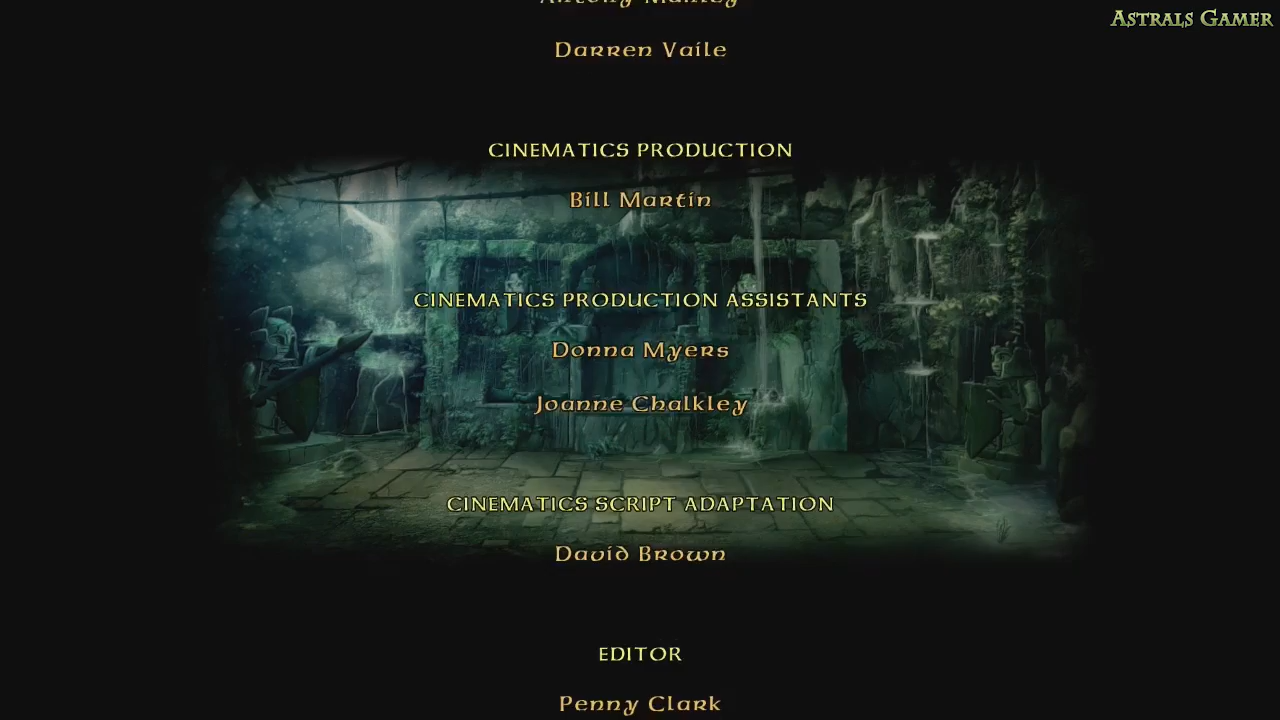 Astrals Gamer
Antony
Darren Vaile
CINEMATICS PRODUCTION
Bill Martin
CINEMATICS PRODUCTION ASSISTANTS
Donna Myers
Joanne Chalkley
CINEMATICS SCRIPT ADAPTATION
David Brown
EDITOR
Penny Clark